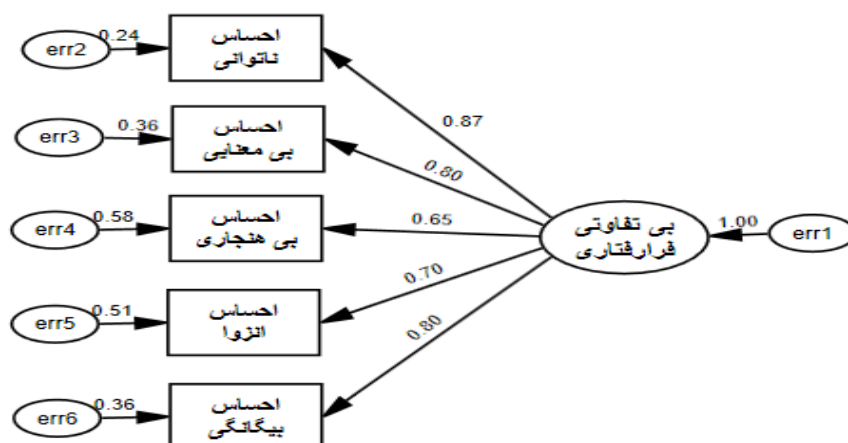 err2
0.24
احساس
ناتوانی
0.87
err3
0.36
احساس
بی معنایی
0.80
err4
0.58
احساس
بی هنجاری
0.65
بی تفاوتی
فرارفتاری
1.00
err1
err5
0.51
احساس
انزوا
0.70
err6
0.36
احساس
بیگانگی
0.80